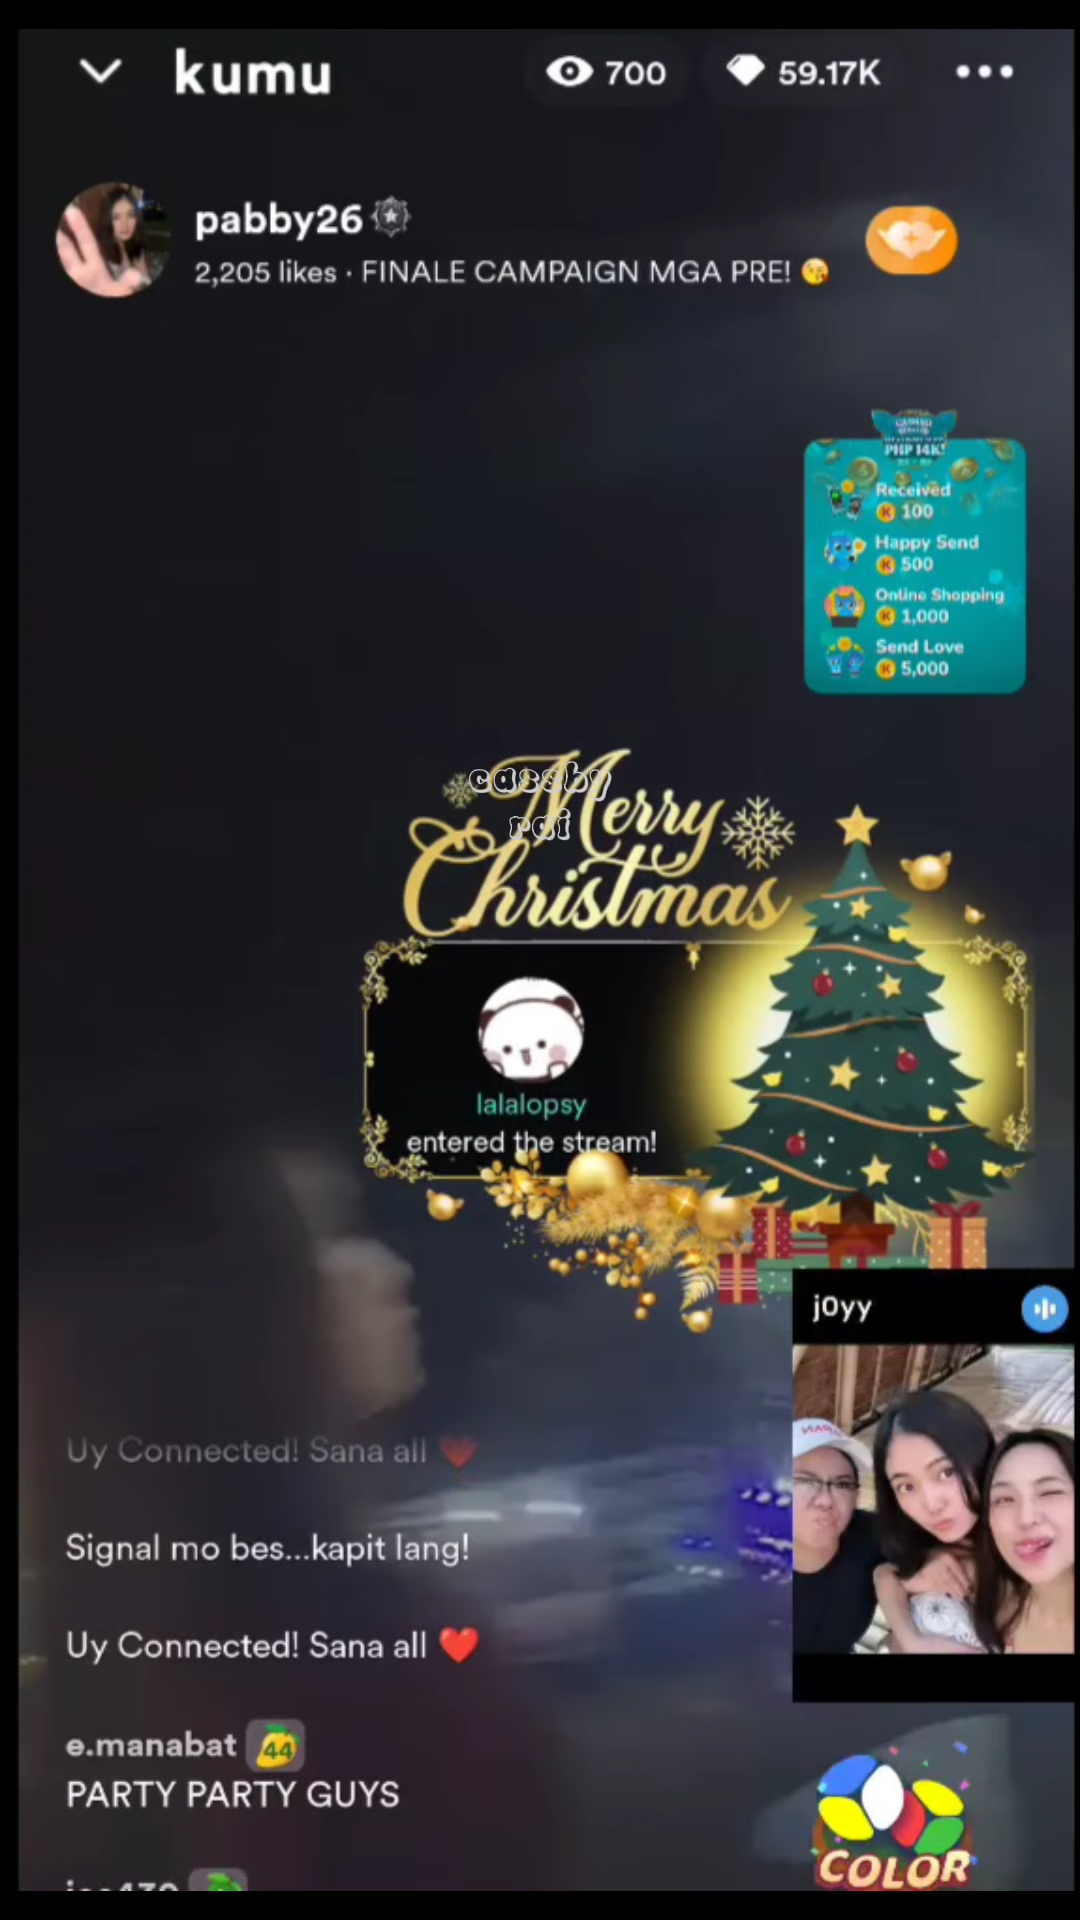 kumu
700
59.17K
pabby26
2,205 likes · FINALE CAMPAIGN MGA PRE! 😘
PHP 14K!
Received
K 100
Happy Send
K 500
Online Shopping
K 1,000
Send Love
K 5,000
Merry
Christmas
cassby
rai
lalalopsy
entered the stream!
j0yy
Uy Connected! Sana all ❤️
Signal mo bes...kapit lang!
Uy Connected! Sana all ❤️
e.manabat 44
PARTY PARTY GUYS
COLOR